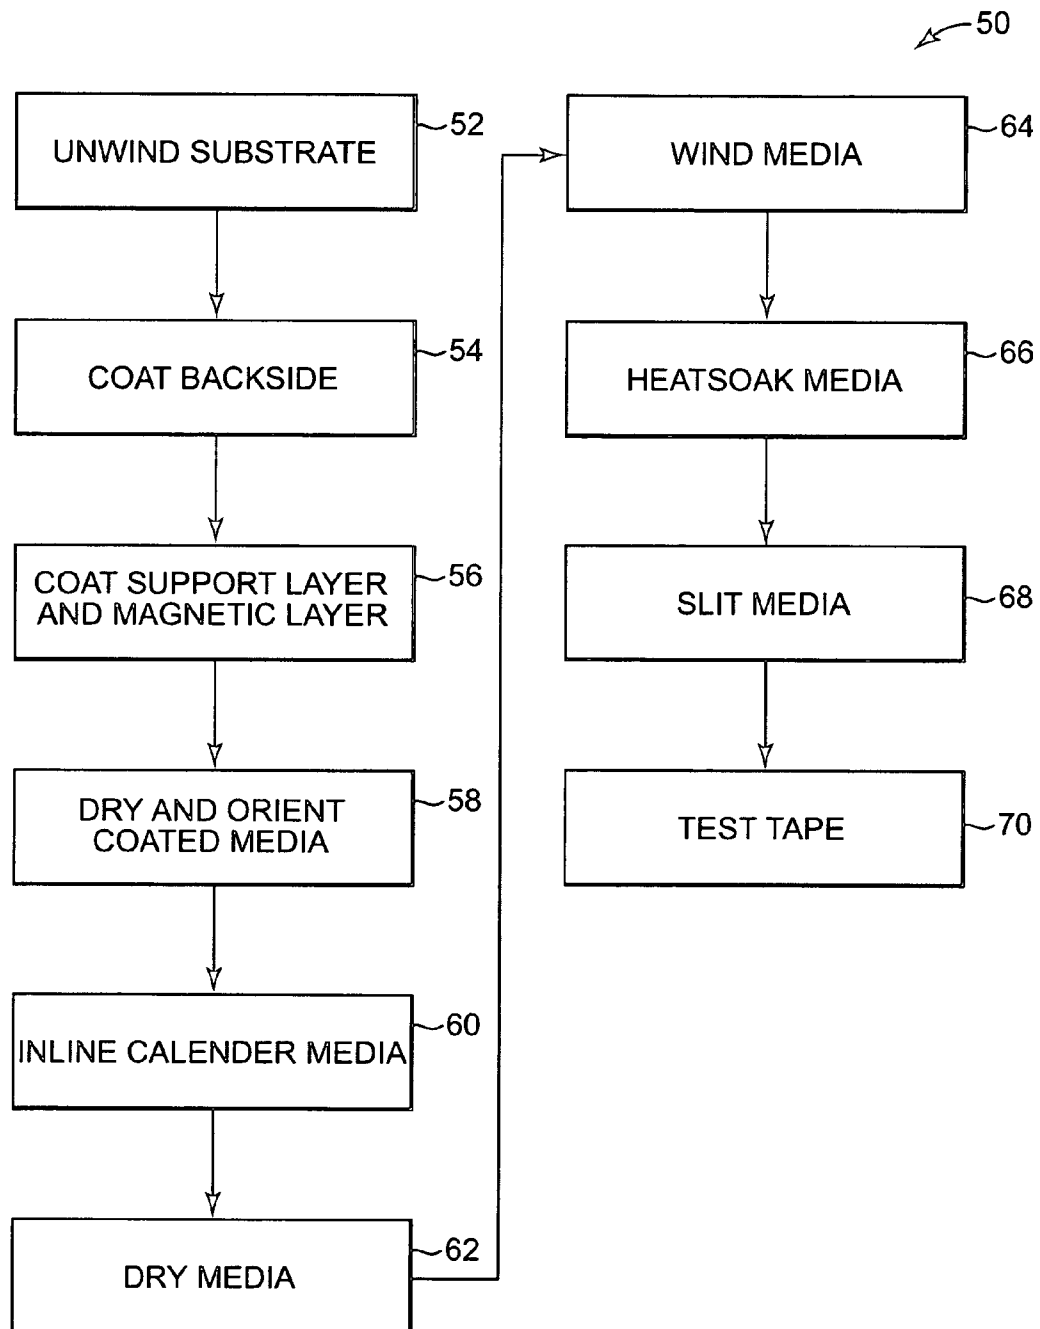 50
UNWIND SUBSTRATE
52
COAT BACKSIDE
54
COAT SUPPORT LAYER
AND MAGNETIC LAYER
56
DRY AND ORIENT
COATED MEDIA
58
INLINE CALENDER MEDIA
60
DRY MEDIA
62
WIND MEDIA
64
HEATSOAK MEDIA
66
SLIT MEDIA
68
TEST TAPE
70